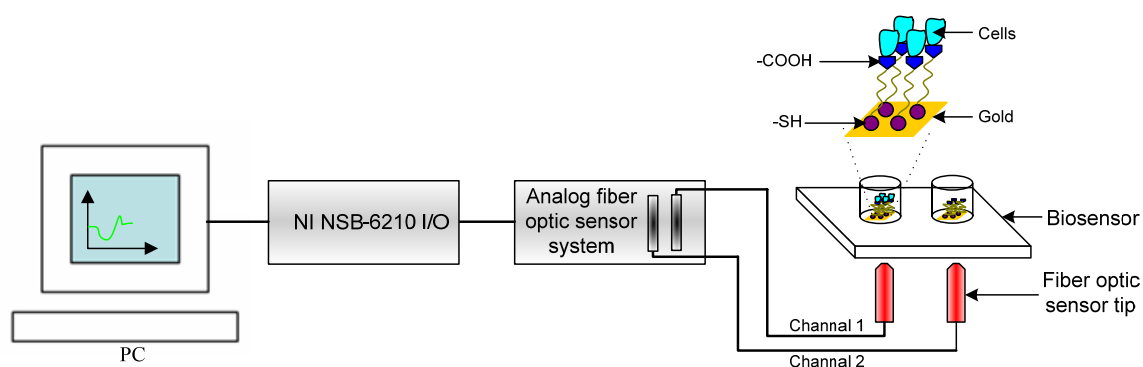 Cells
-COOH
-SH
Gold
Analog fiber
optic sensor
system
NI NSB-6210 I/O
Biosensor
Fiber optic
sensor tip
Channal 1
Channal 2
PC